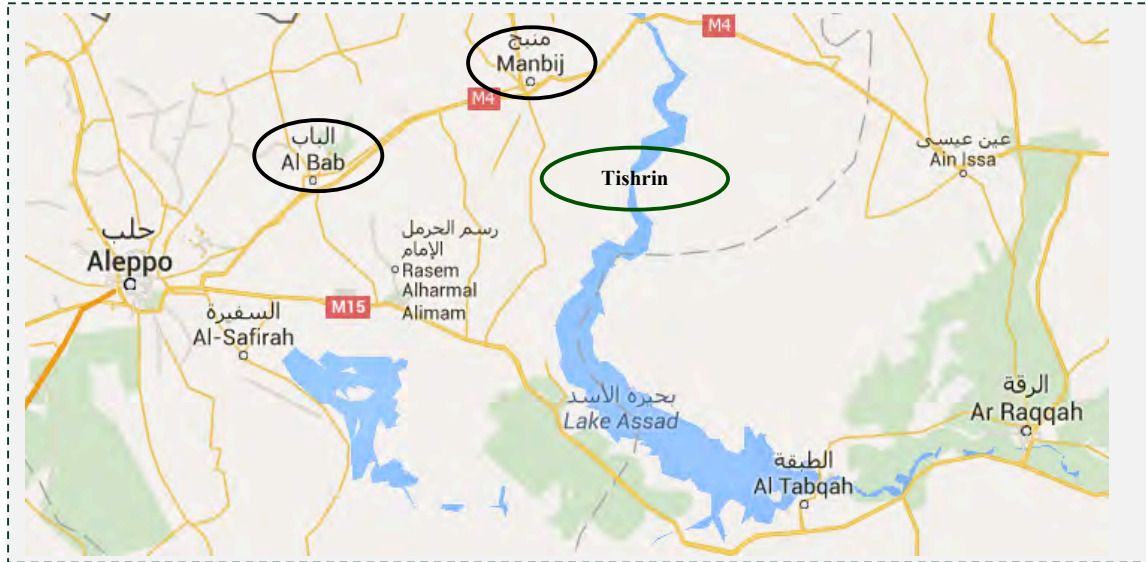 M4
منبج
Manbij
M4
الباب
Al Bab
عين عيسى
Ain Issa
Tishrin
حلب
Aleppo
رسم الحرمل
الإمام
Rasem
Alharmal
Alimam
M15
السفيرة
Al-Safirah
بحيرة الأسد
Lake Assad
الرقة
Ar Raqqah
الطبقة
Al Tabqah